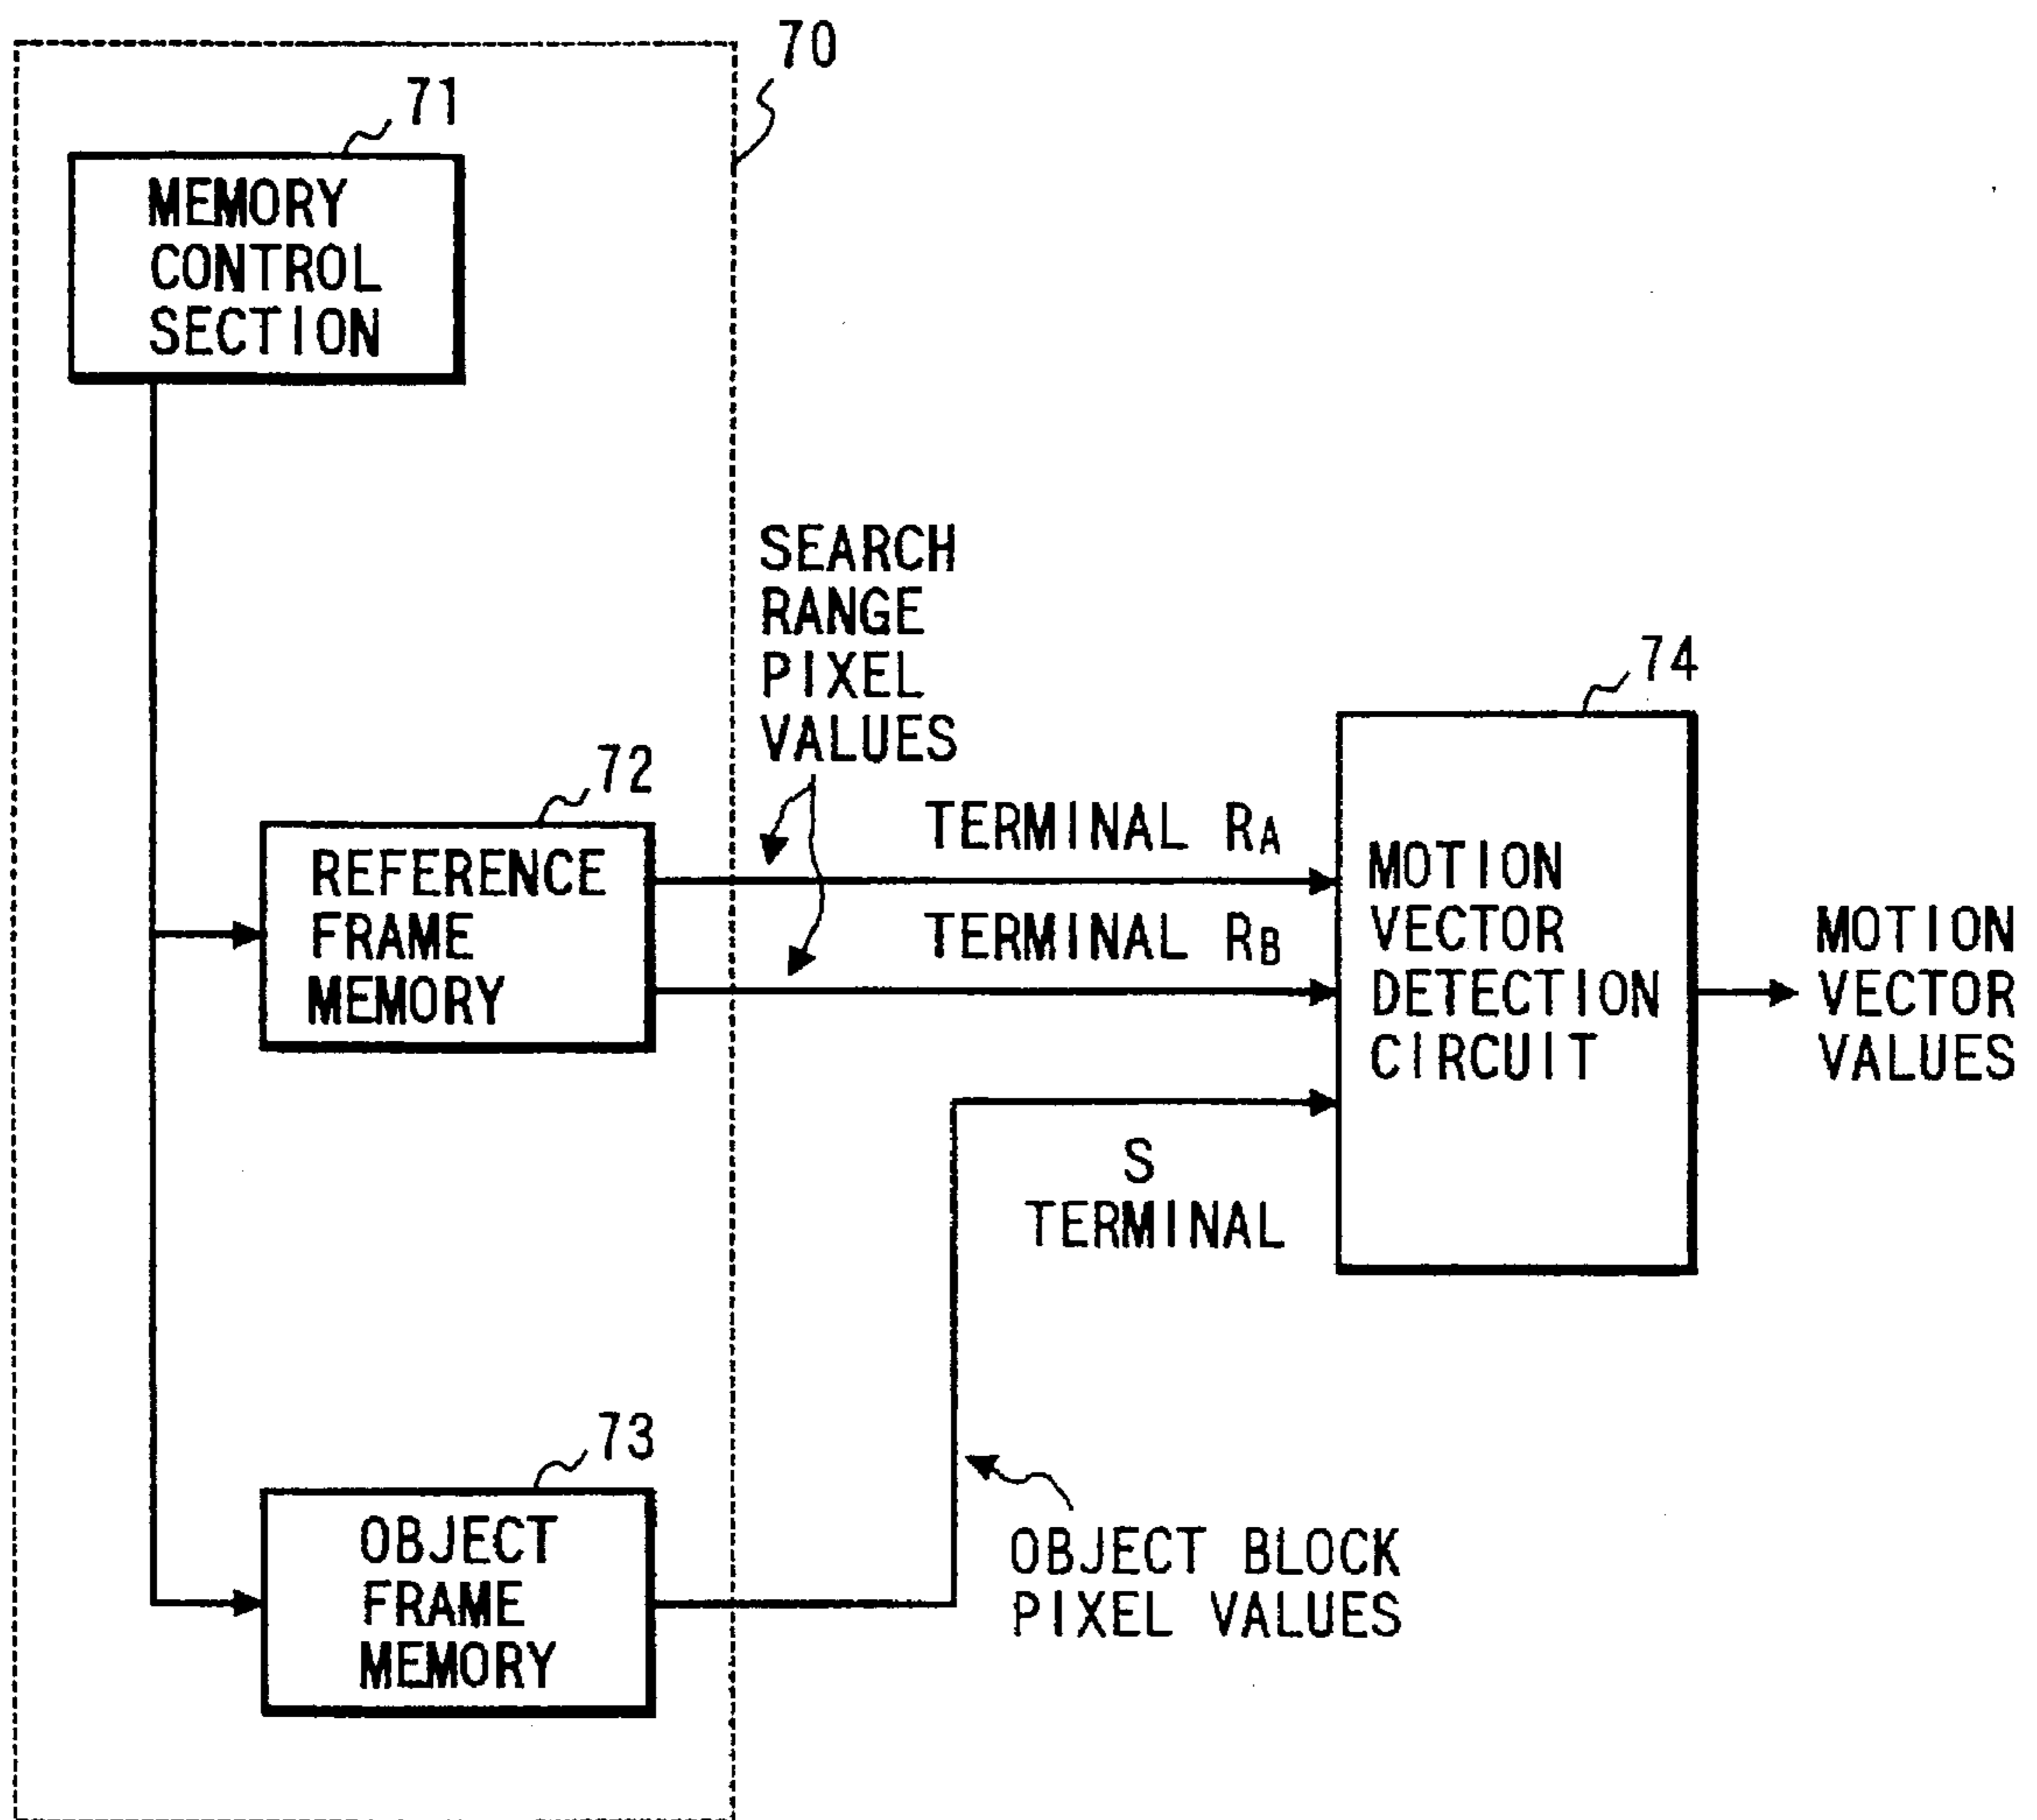 70
71
MEMORY
CONTROL
SECTION
SEARCH
RANGE
PIXEL
VALUES
72
REFERENCE
FRAME
MEMORY
TERMINAL RA
TERMINAL RB
74
MOTION
VECTOR
DETECTION
CIRCUIT
MOTION
VECTOR
VALUES
S
TERMINAL
73
OBJECT
FRAME
MEMORY
OBJECT BLOCK
PIXEL VALUES